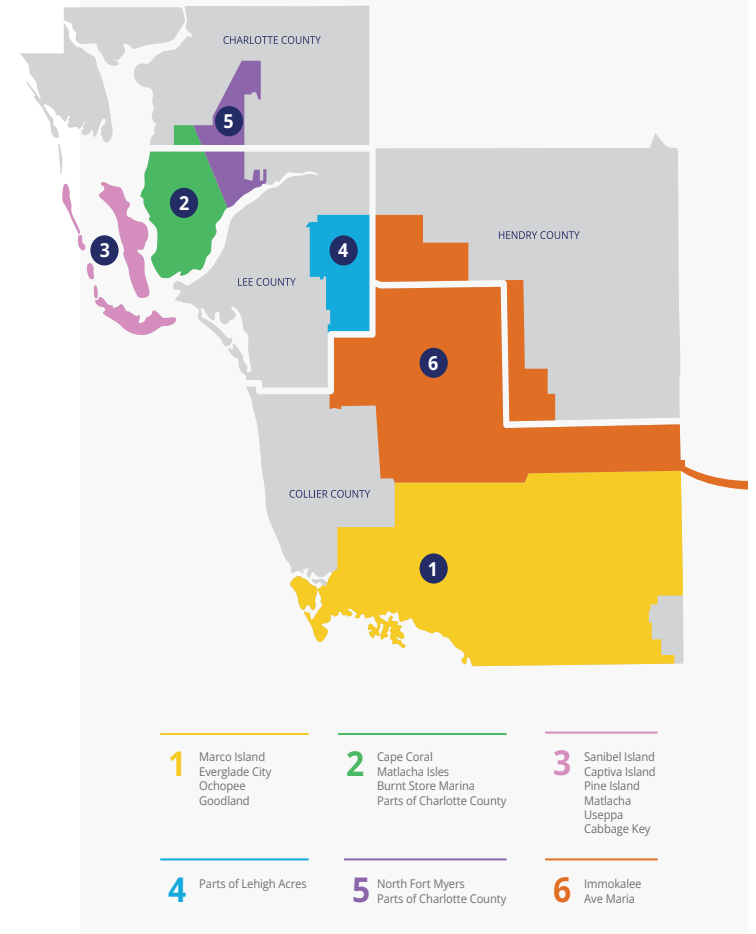 CHARLOTTE COUNTY
5
2
HENDRY COUNTY
3
4
LEE COUNTY
6
COLLIER COUNTY
1
1
Marco Island
Everglade City
Ochopee
Goodland
2
Cape Coral
Matlacha Isles
Burnt Store Marina
Parts of Charlotte County
3
Sanibel Island
Captiva Island
Pine Island
Matlacha
Useppa
Cabbage Key
4
Parts of Lehigh Acres
5
North Fort Myers
Parts of Charlotte County
6
Immokalee
Ave Maria